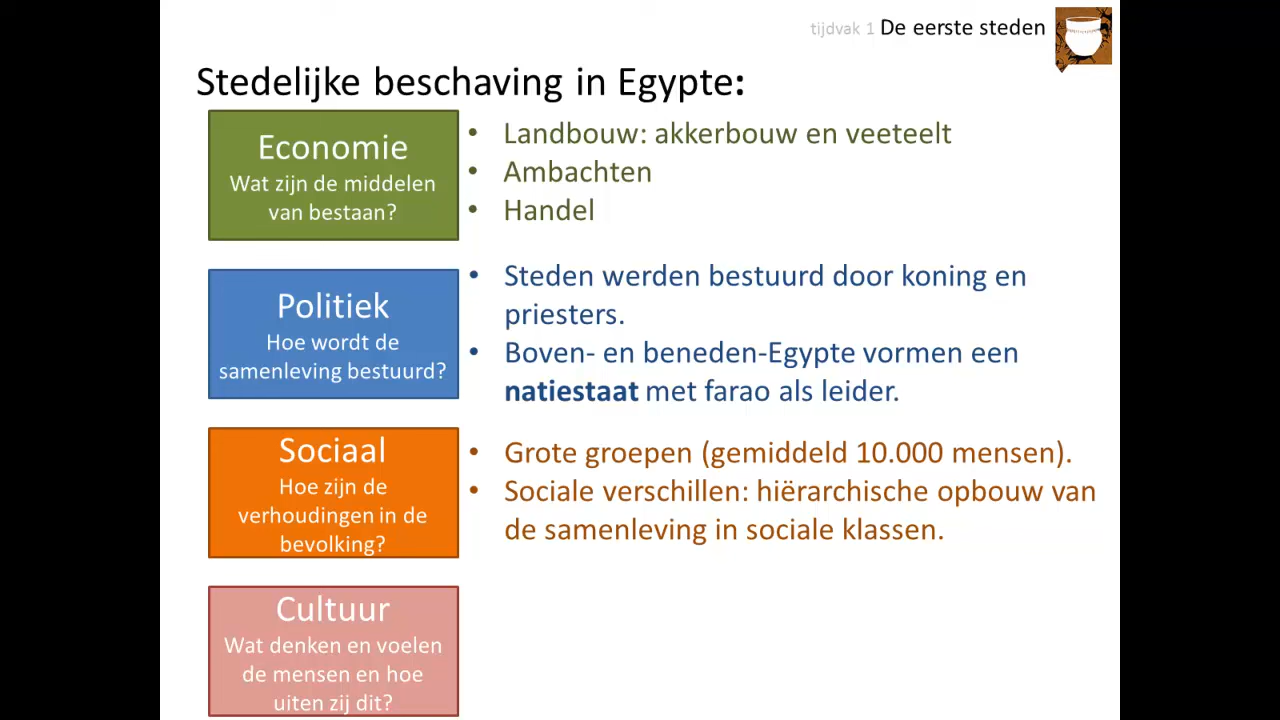 tijdvak 1 De eerste steden
Stedelijke beschaving in Egypte:
Economie
Wat zijn de middelen
van bestaan?
• Landbouw: akkerbouw en veeteelt
• Ambachten
• Handel
Politiek
Hoe wordt de
samenleving bestuurd?
• Steden werden bestuurd door koning en
priesters.
• Boven- en beneden-Egypte vormen een
natiestaat met farao als leider.
Sociaal
Hoe zijn de
verhoudingen in de
bevolking?
• Grote groepen (gemiddeld 10.000 mensen).
• Sociale verschillen: hiërarchische opbouw van
de samenleving in sociale klassen.
Cultuur
Wat denken en voelen
de mensen en hoe
uiten zij dit?